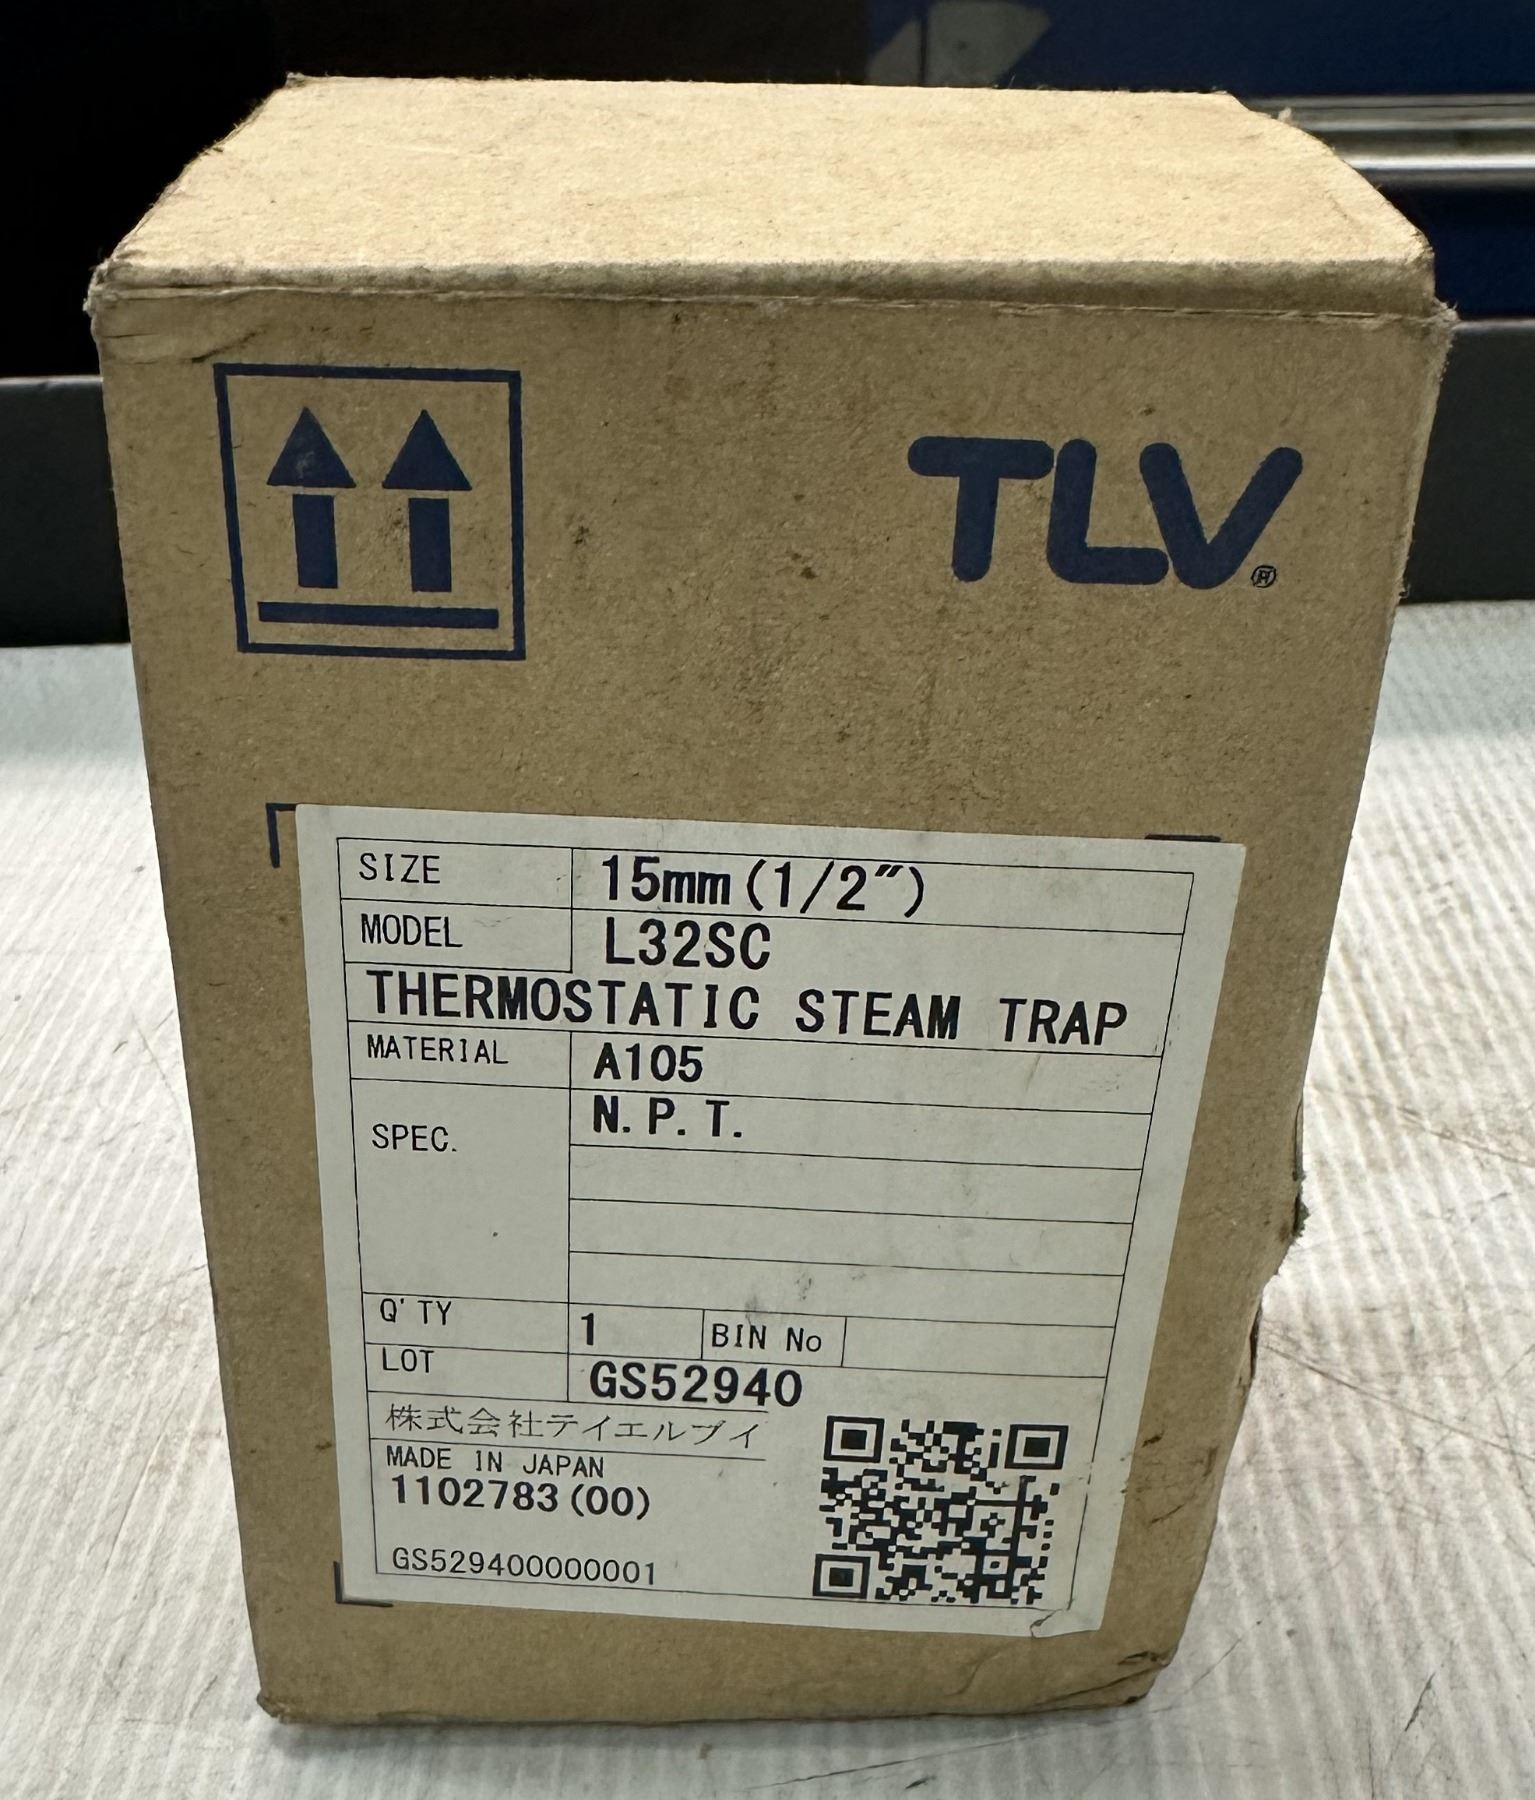 TLV®
SIZE 15mm(1/2″)
MODEL L32SC
THERMOSTATIC STEAM TRAP
MATERIAL A105
SPEC. N.P.T.
Q'TY 1 BIN No
LOT GS52940
株式会社テイエルブイ
MADE IN JAPAN
1102783(00)
GS529400000001